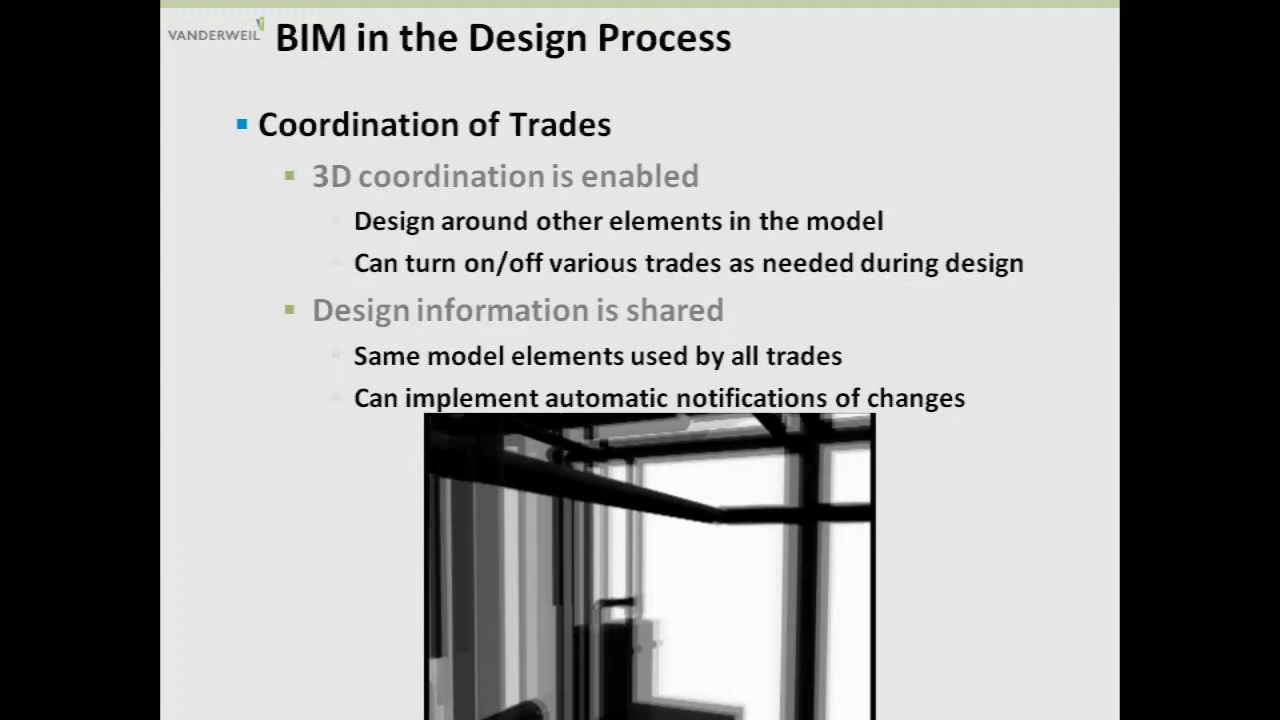 VANDERWEIL
BIM in the Design Process
Coordination of Trades
3D coordination is enabled
Design around other elements in the model
Can turn on/off various trades as needed during design
Design information is shared
Same model elements used by all trades
Can implement automatic notifications of changes